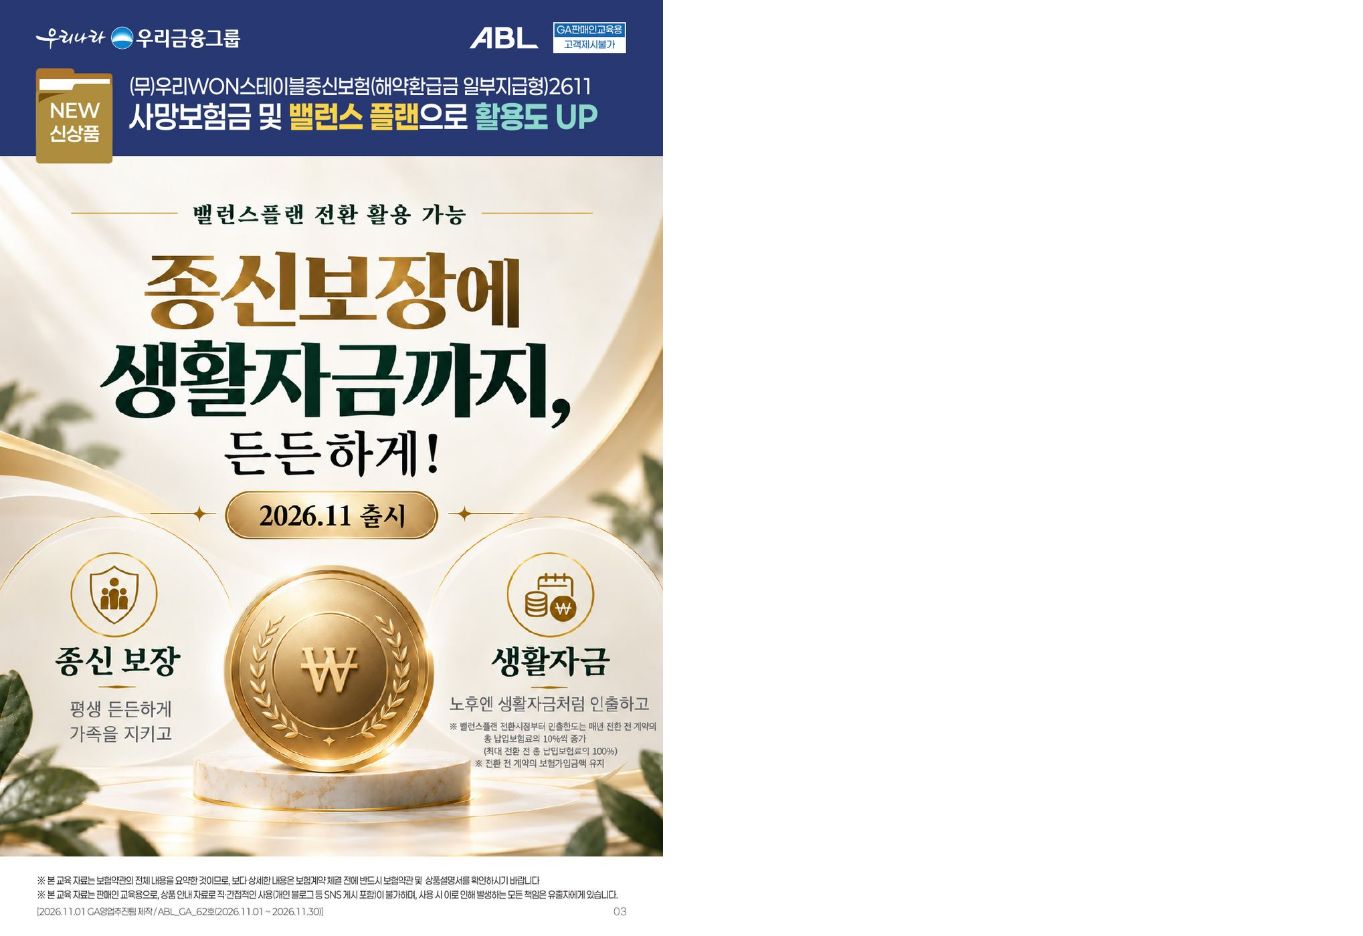 우리나라 우리금융그룹
ABL
GA판매인교육용
고객제시불가
NEW
신상품
(무)우리WON스테이블종신보험(해약환급금 일부지급형)2611
사망보험금 및 밸런스 플랜으로 활용도 UP
밸런스플랜 전환 활용 가능
종신보장에
생활자금까지,
든든하게!
2026.11 출시
종신 보장
평생 든든하게
가족을 지키고
₩
생활자금
노후엔 생활자금처럼 인출하고
※ 밸런스플랜 전환시점부터 인출한도는 매년 전환 전 계약의
총 납입보험료의 10%씩 증가
(최대 전환 전 총 납입보험료의 100%)
※ 전환 전 계약의 보험가입금액 유지
※ 본 교육 자료는 보험약관의 전체 내용을 요약한 것이므로, 보다 상세한 내용은 보험계약 체결 전에 반드시 보험약관 및 상품설명서를 확인하시기 바랍니다
※ 본 교육 자료는 판매인 교육용으로, 상품 안내 자료로 직·간접적인 사용(개인 블로그 등 SNS 게시 포함)이 불가하며, 사용 시 이로 인해 발생하는 모든 책임은 유출자에게 있습니다.
[2026.11.01 GA영업추진팀 제작 / ABL_GA_62호(2026.11.01 ~ 2026.11.30)]
03